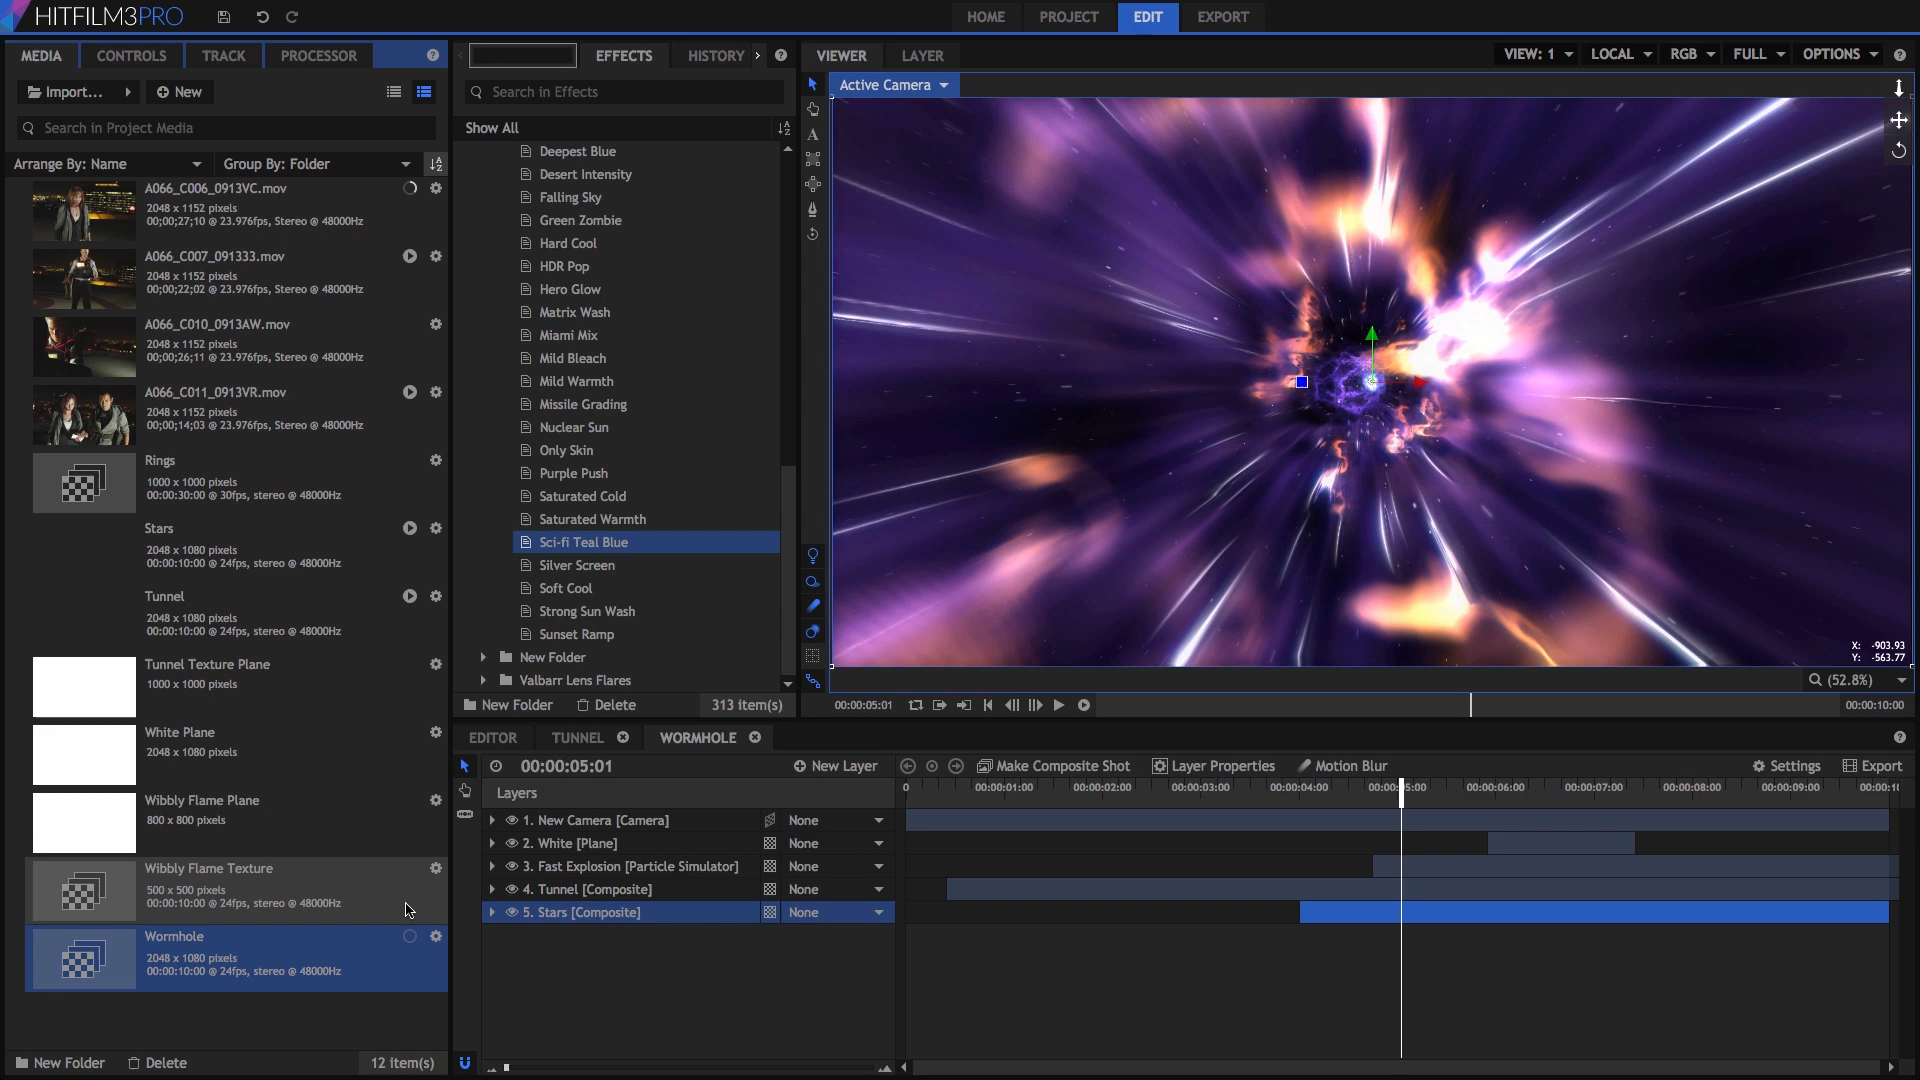 HITFILM3PRO
HOME PROJECT EDIT EXPORT
MEDIA CONTROLS TRACK PROCESSOR
Import... New
Search in Project Media
Arrange By: Name Group By: Folder
A066_C006_0913VC.mov
2048 x 1152 pixels
00;00;27;10 @ 23.976fps, Stereo @ 48000Hz
A066_C007_091333.mov
2048 x 1152 pixels
00;00;22;02 @ 23.976fps, Stereo @ 48000Hz
A066_C010_0913AW.mov
2048 x 1152 pixels
00;00;26;11 @ 23.976fps, Stereo @ 48000Hz
A066_C011_0913VR.mov
2048 x 1152 pixels
00;00;14;03 @ 23.976fps, Stereo @ 48000Hz
Rings
1000 x 1000 pixels
00:00:30:00 @ 30fps, stereo @ 48000Hz
Stars
2048 x 1080 pixels
00:00:10:00 @ 24fps, stereo @ 48000Hz
Tunnel
2048 x 1080 pixels
00:00:10:00 @ 24fps, stereo @ 48000Hz
Tunnel Texture Plane
1000 x 1000 pixels
White Plane
2048 x 1080 pixels
Wibbly Flame Plane
800 x 800 pixels
Wibbly Flame Texture
500 x 500 pixels
00:00:10:00 @ 24fps, stereo @ 48000Hz
Wormhole
2048 x 1080 pixels
00:00:10:00 @ 24fps, stereo @ 48000Hz
New Folder Delete 12 item(s)
EFFECTS HISTORY
Search in Effects
Show All
Deepest Blue
Desert Intensity
Falling Sky
Green Zombie
Hard Cool
HDR Pop
Hero Glow
Matrix Wash
Miami Mix
Mild Bleach
Mild Warmth
Missile Grading
Nuclear Sun
Only Skin
Purple Push
Saturated Cold
Saturated Warmth
Sci-fi Teal Blue
Silver Screen
Soft Cool
Strong Sun Wash
Sunset Ramp
New Folder
Valbarr Lens Flares
New Folder Delete 313 item(s)
VIEWER LAYER VIEW: 1 LOCAL RGB FULL OPTIONS
Active Camera
X: -903.93
Y: -563.77
(52.8%)
00:00:05:01 00:00:10:00
EDITOR TUNNEL WORMHOLE
00:00:05:01 New Layer Make Composite Shot Layer Properties Motion Blur Settings Export
Layers
0 00:00:01:00 00:00:02:00 00:00:03:00 00:00:04:00 00:00:05:00 00:00:06:00 00:00:07:00 00:00:08:00 00:00:09:00 00:00:10
1. New Camera [Camera] None
2. White [Plane] None
3. Fast Explosion [Particle Simulator] None
4. Tunnel [Composite] None
5. Stars [Composite] None